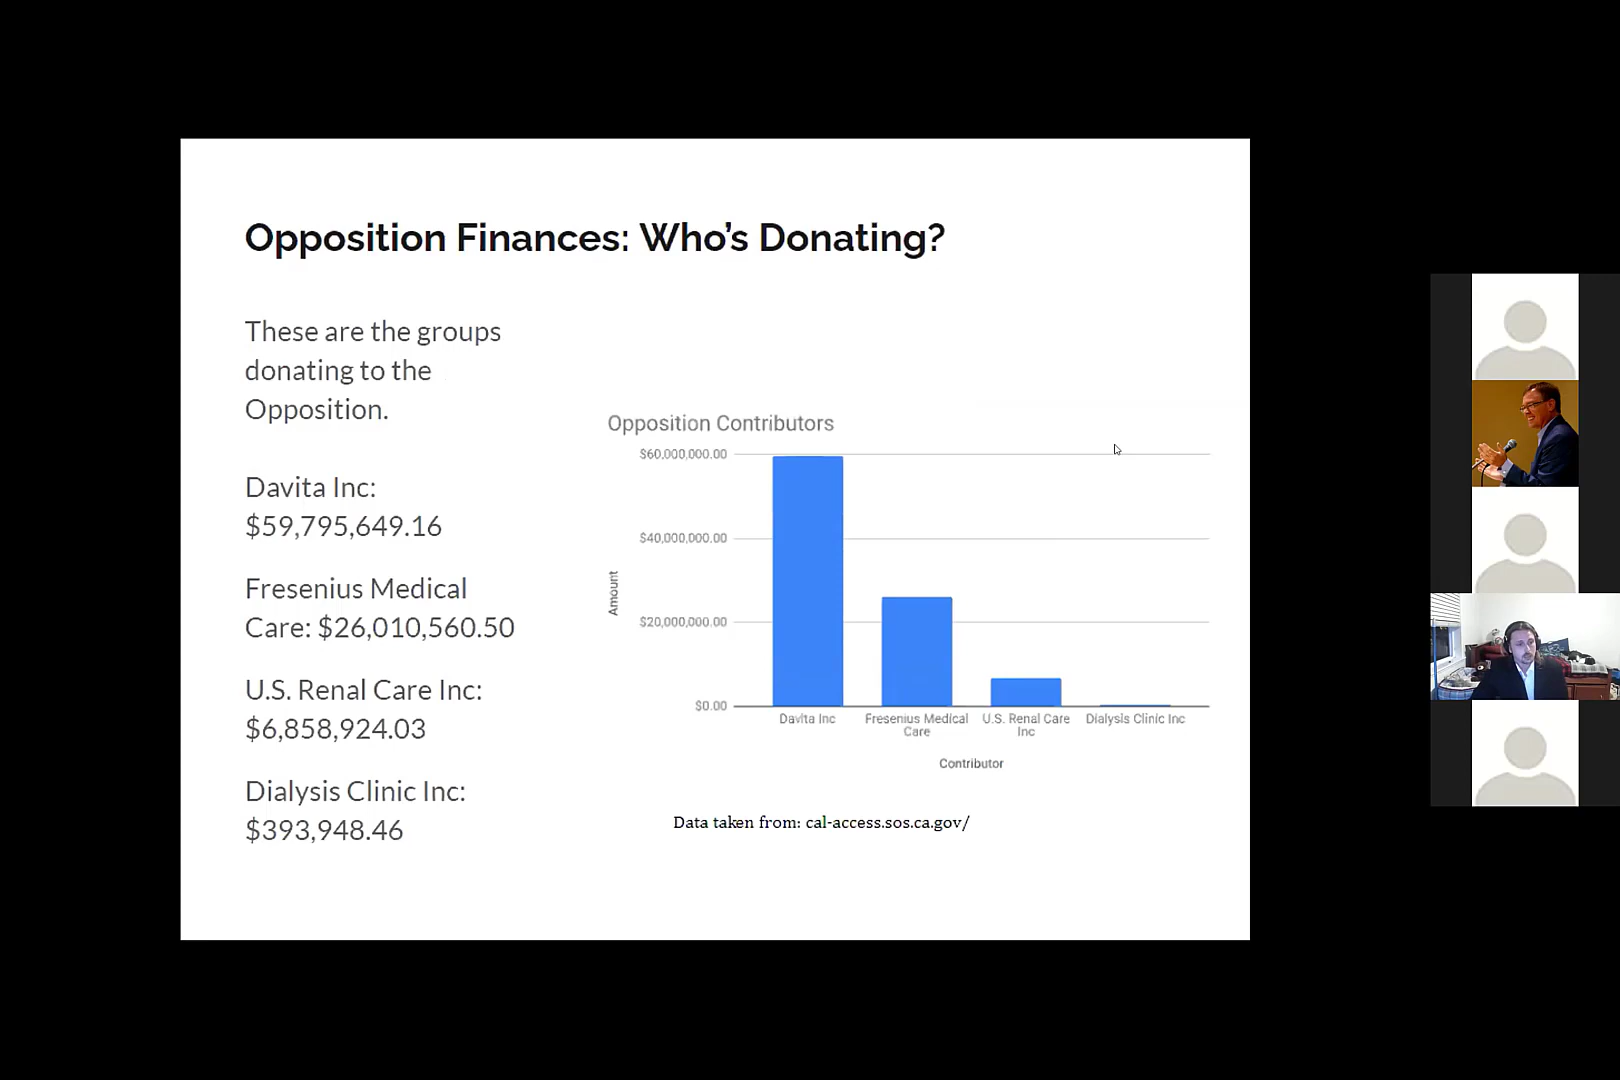 Opposition Finances: Who's Donating?
These are the groups
donating to the
Opposition.
Davita Inc:
$59,795,649.16
Fresenius Medical
Care: $26,010,560.50
U.S. Renal Care Inc:
$6,858,924.03
Dialysis Clinic Inc:
$393,948.46
Opposition Contributors
$60,000,000.00
$40,000,000.00
$20,000,000.00
$0.00
Amount
Davita Inc
Fresenius Medical
Care
U.S. Renal Care
Inc
Dialysis Clinic Inc
Contributor
Data taken from: cal-access.sos.ca.gov/